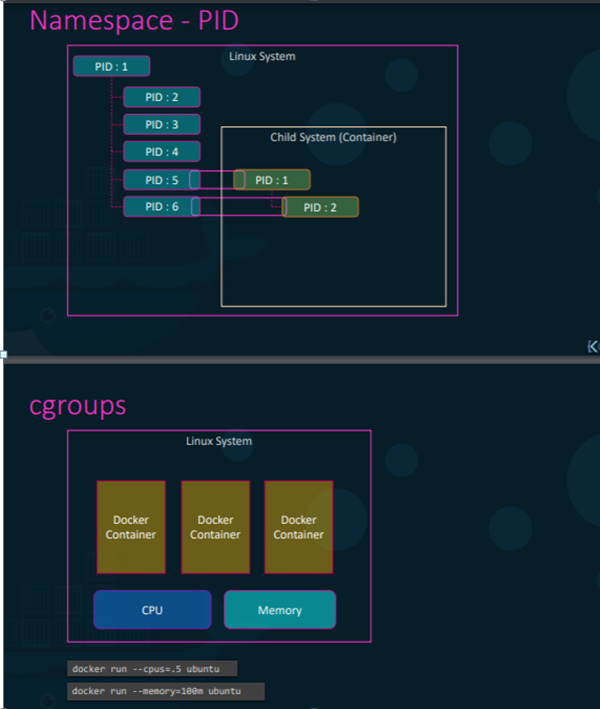 Namespace - PID
Linux System
PID : 1
PID : 2
PID : 3
Child System (Container)
PID : 4
PID : 5
PID : 1
PID : 6
PID : 2
K
cgroups
Linux System
Docker
Container
Docker
Container
Docker
Container
CPU
Memory
docker run --cpus=.5 ubuntu
docker run --memory=100m ubuntu